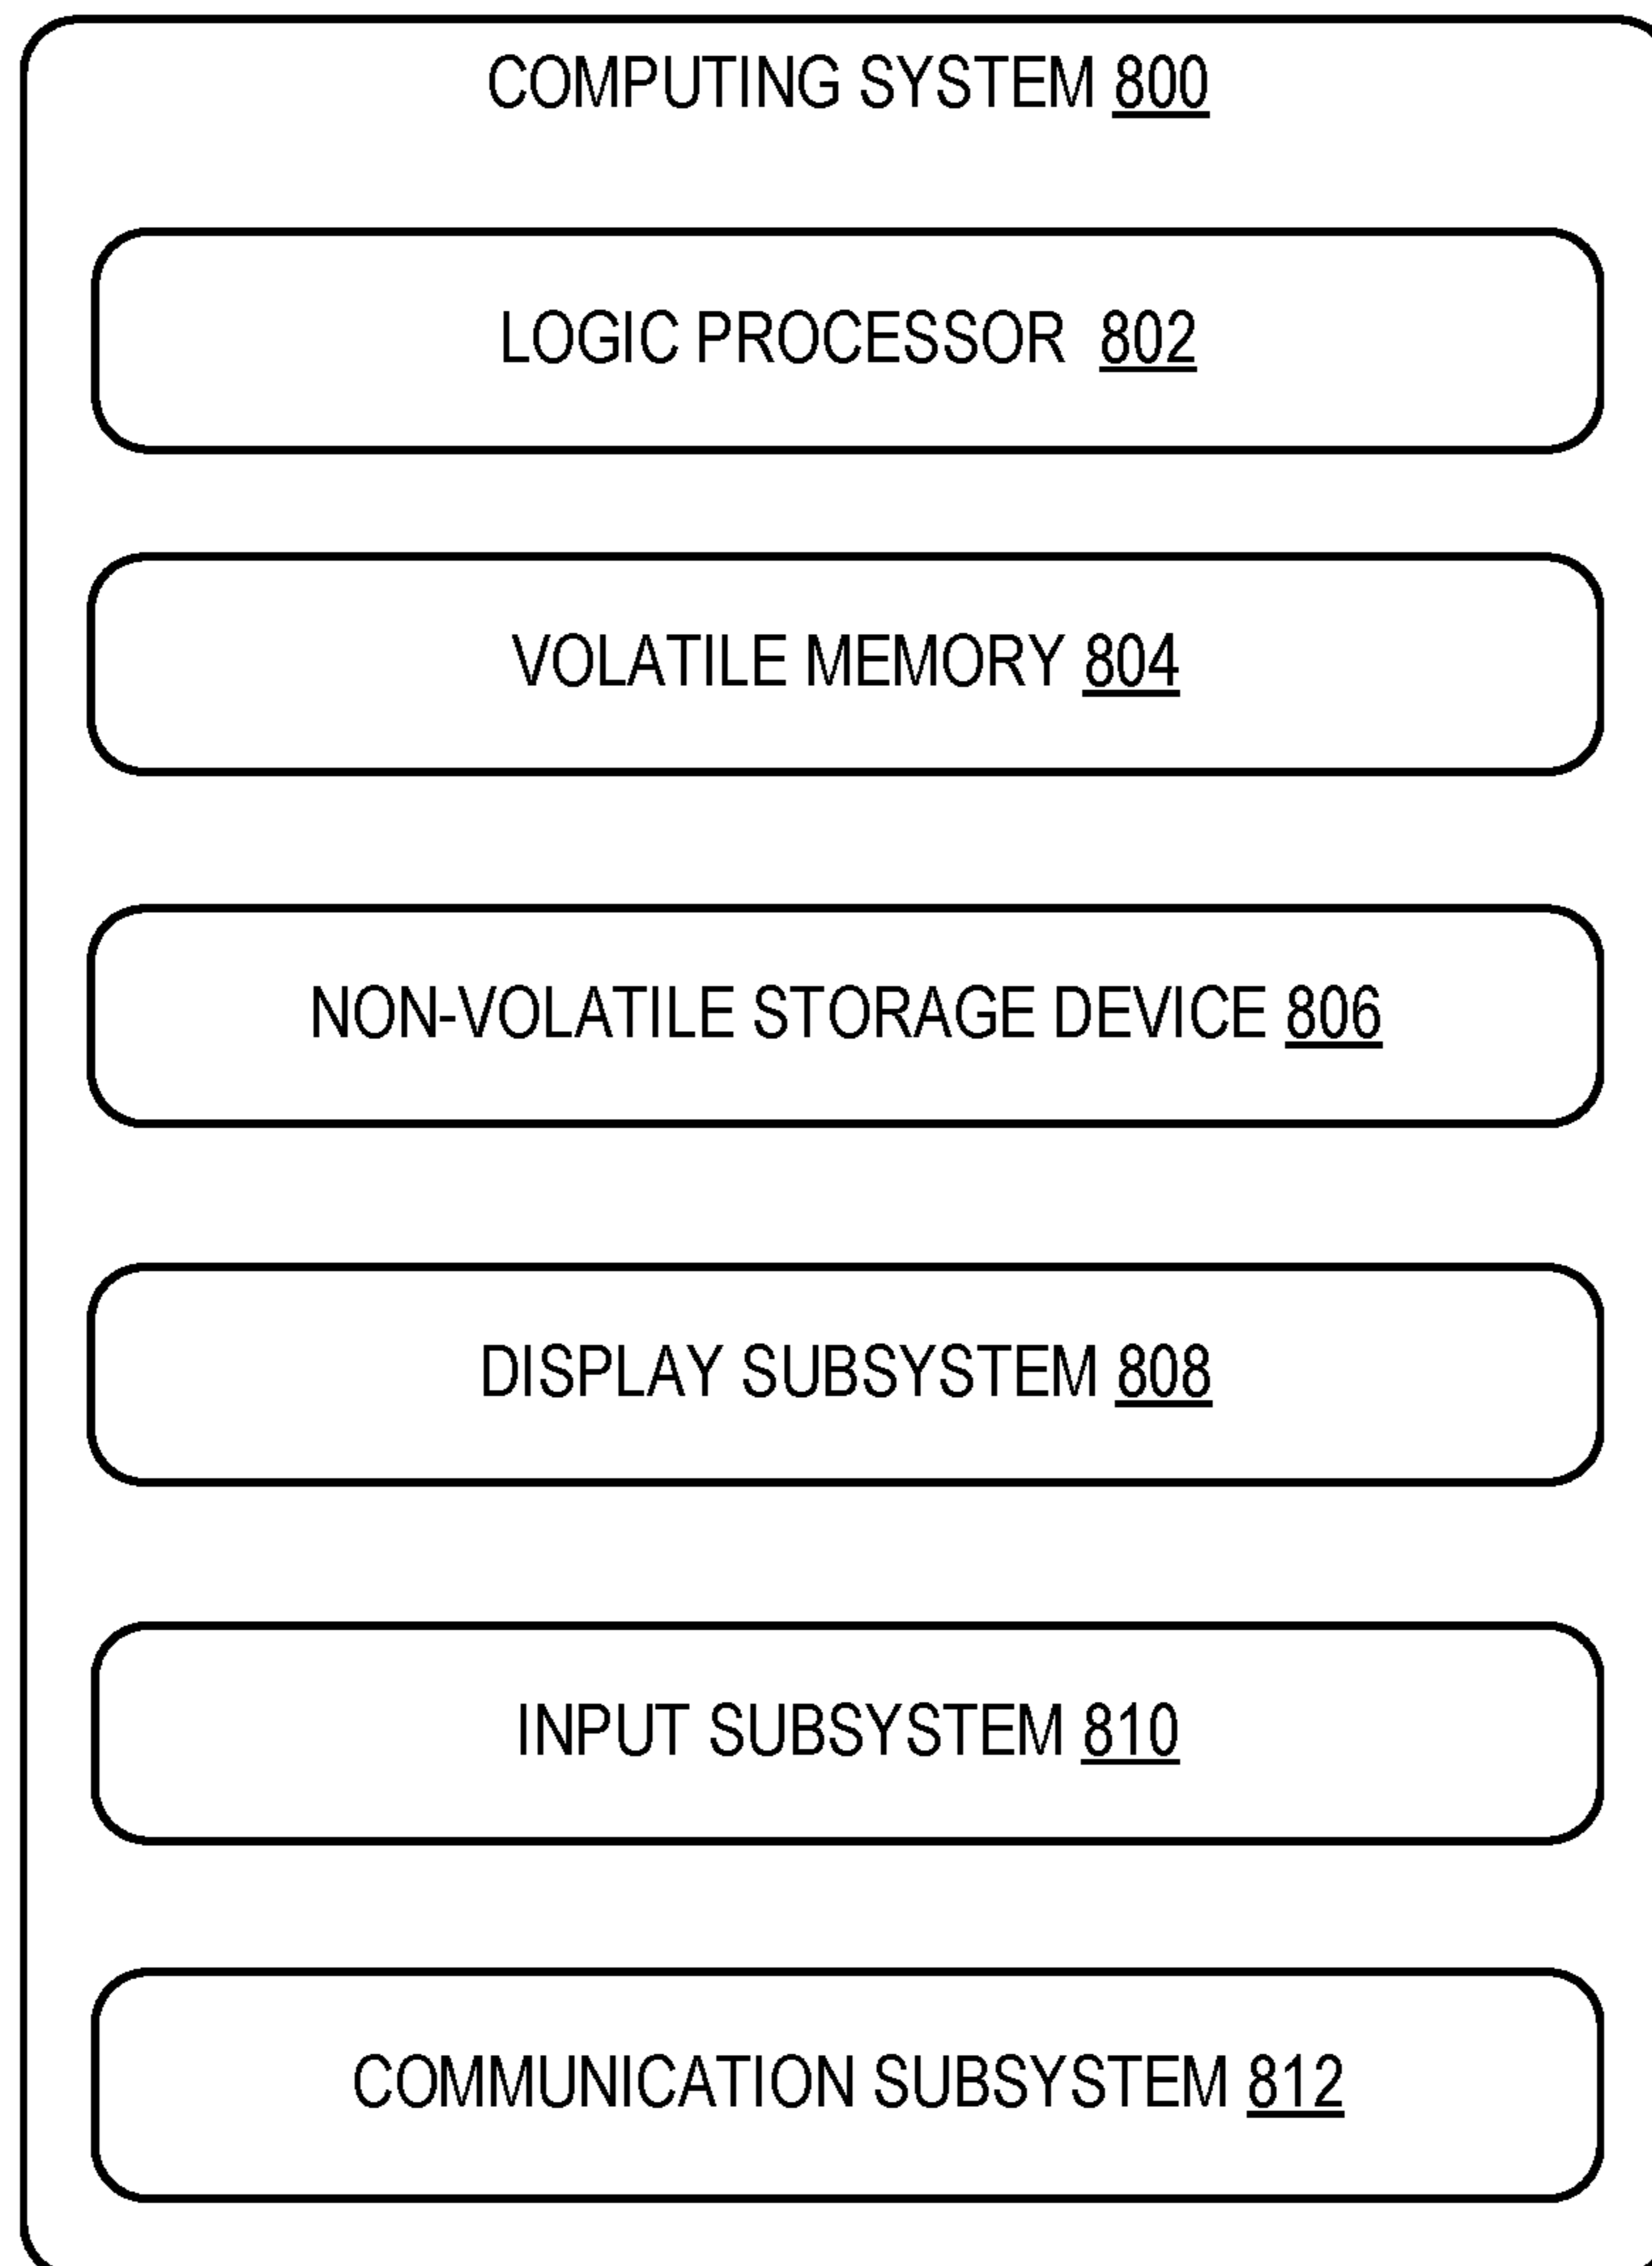 COMPUTING SYSTEM 800
LOGIC PROCESSOR 802
VOLATILE MEMORY 804
NON-VOLATILE STORAGE DEVICE 806
DISPLAY SUBSYSTEM 808
INPUT SUBSYSTEM 810
COMMUNICATION SUBSYSTEM 812